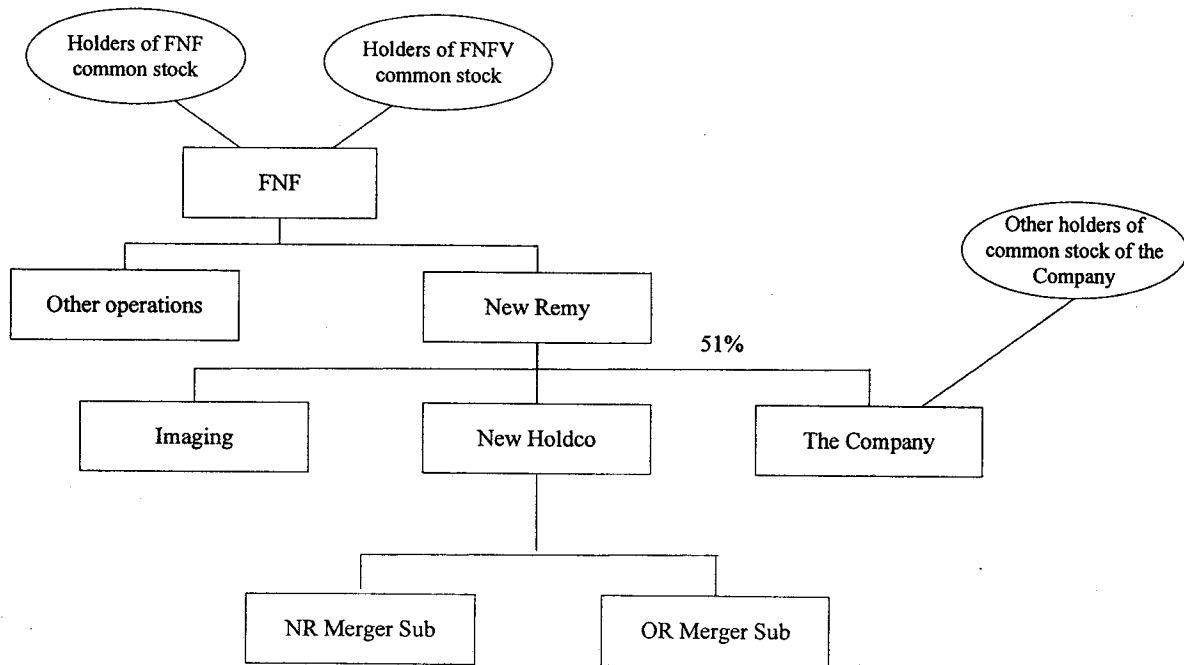 Holders of FNF
common stock
Holders of FNFV
common stock
FNF
Other holders of
common stock of the
Company
Other operations
New Remy
51%
Imaging
New Holdco
The Company
NR Merger Sub
OR Merger Sub